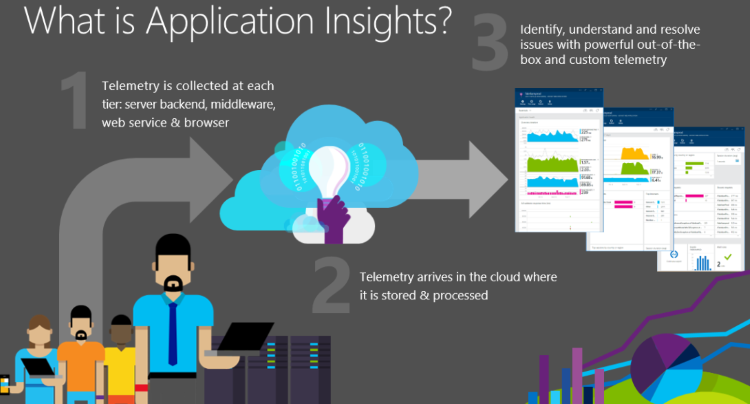 What is Application Insights?
1
Telemetry is collected at each
tier: server backend, middleware,
web service & browser
2
Telemetry arrives in the cloud where
it is stored & processed
3
Identify, understand and resolve
issues with powerful out-of-the-
box and custom telemetry
011001001010
011001001010